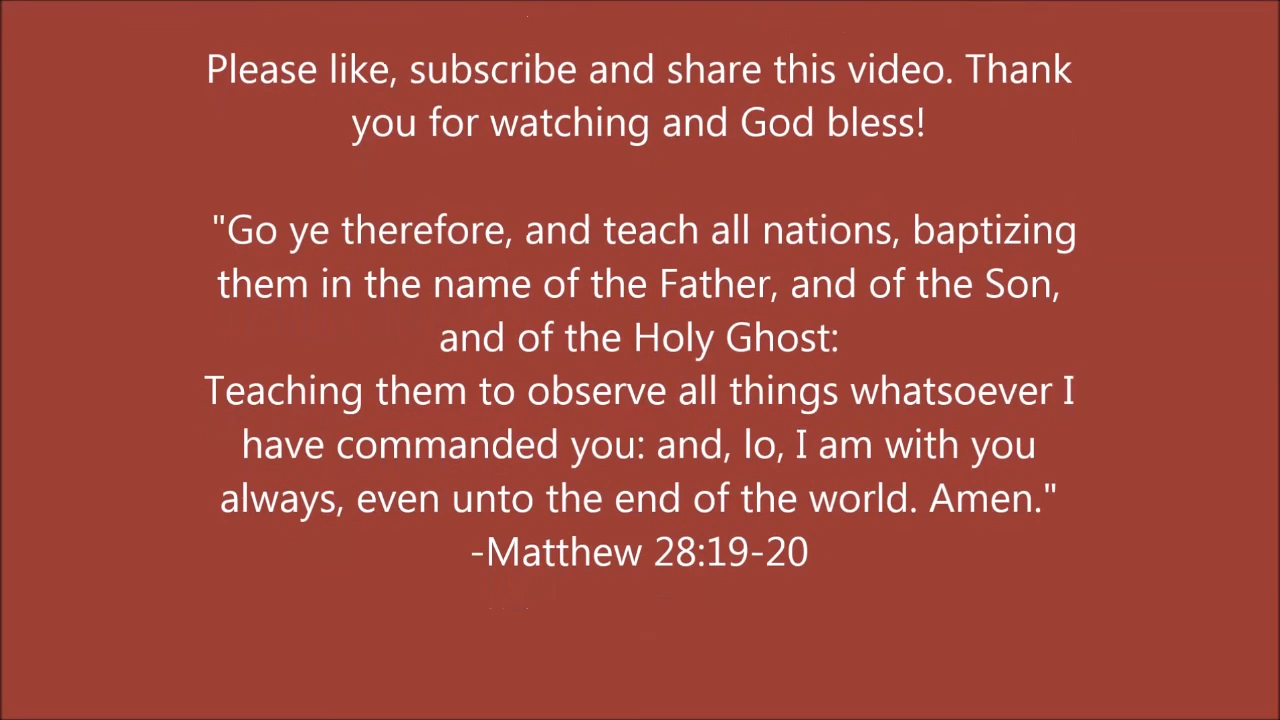 Please like, subscribe and share this video. Thank
you for watching and God bless!
"Go ye therefore, and teach all nations, baptizing
them in the name of the Father, and of the Son,
and of the Holy Ghost:
Teaching them to observe all things whatsoever I
have commanded you: and, lo, I am with you
always, even unto the end of the world. Amen."
-Matthew 28:19-20